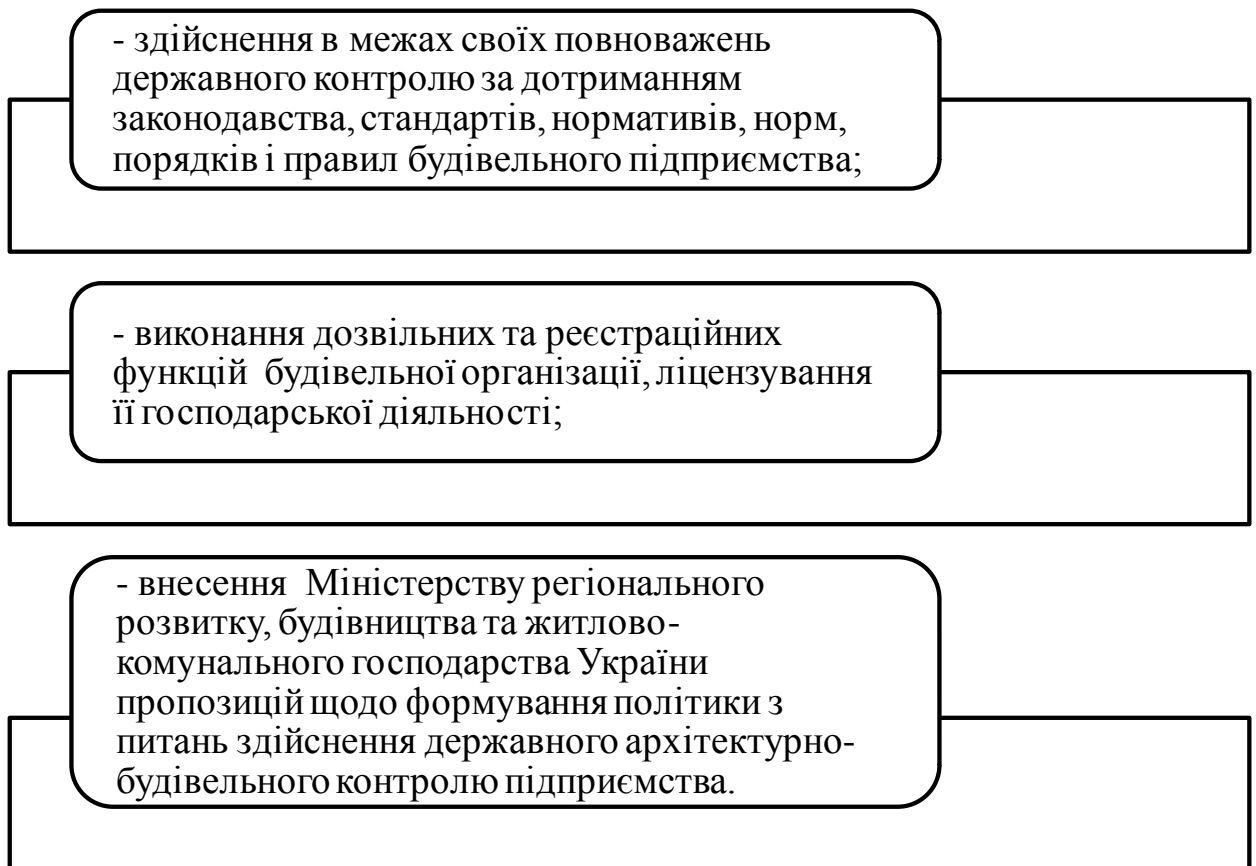 - здійснення в межах своїх повноважень
державного контролю за дотриманням
законодавства, стандартів, нормативів, норм,
порядків і правил будівельного підприємства;
- виконання дозвільних та реєстраційних
функцій будівельної організації, ліцензування
її господарської діяльності;
- внесення Міністерству регіонального
розвитку, будівництва та житлово-
комунального господарства України
пропозицій щодо формування політики з
питань здійснення державного архітектурно-
будівельного контролю підприємства.